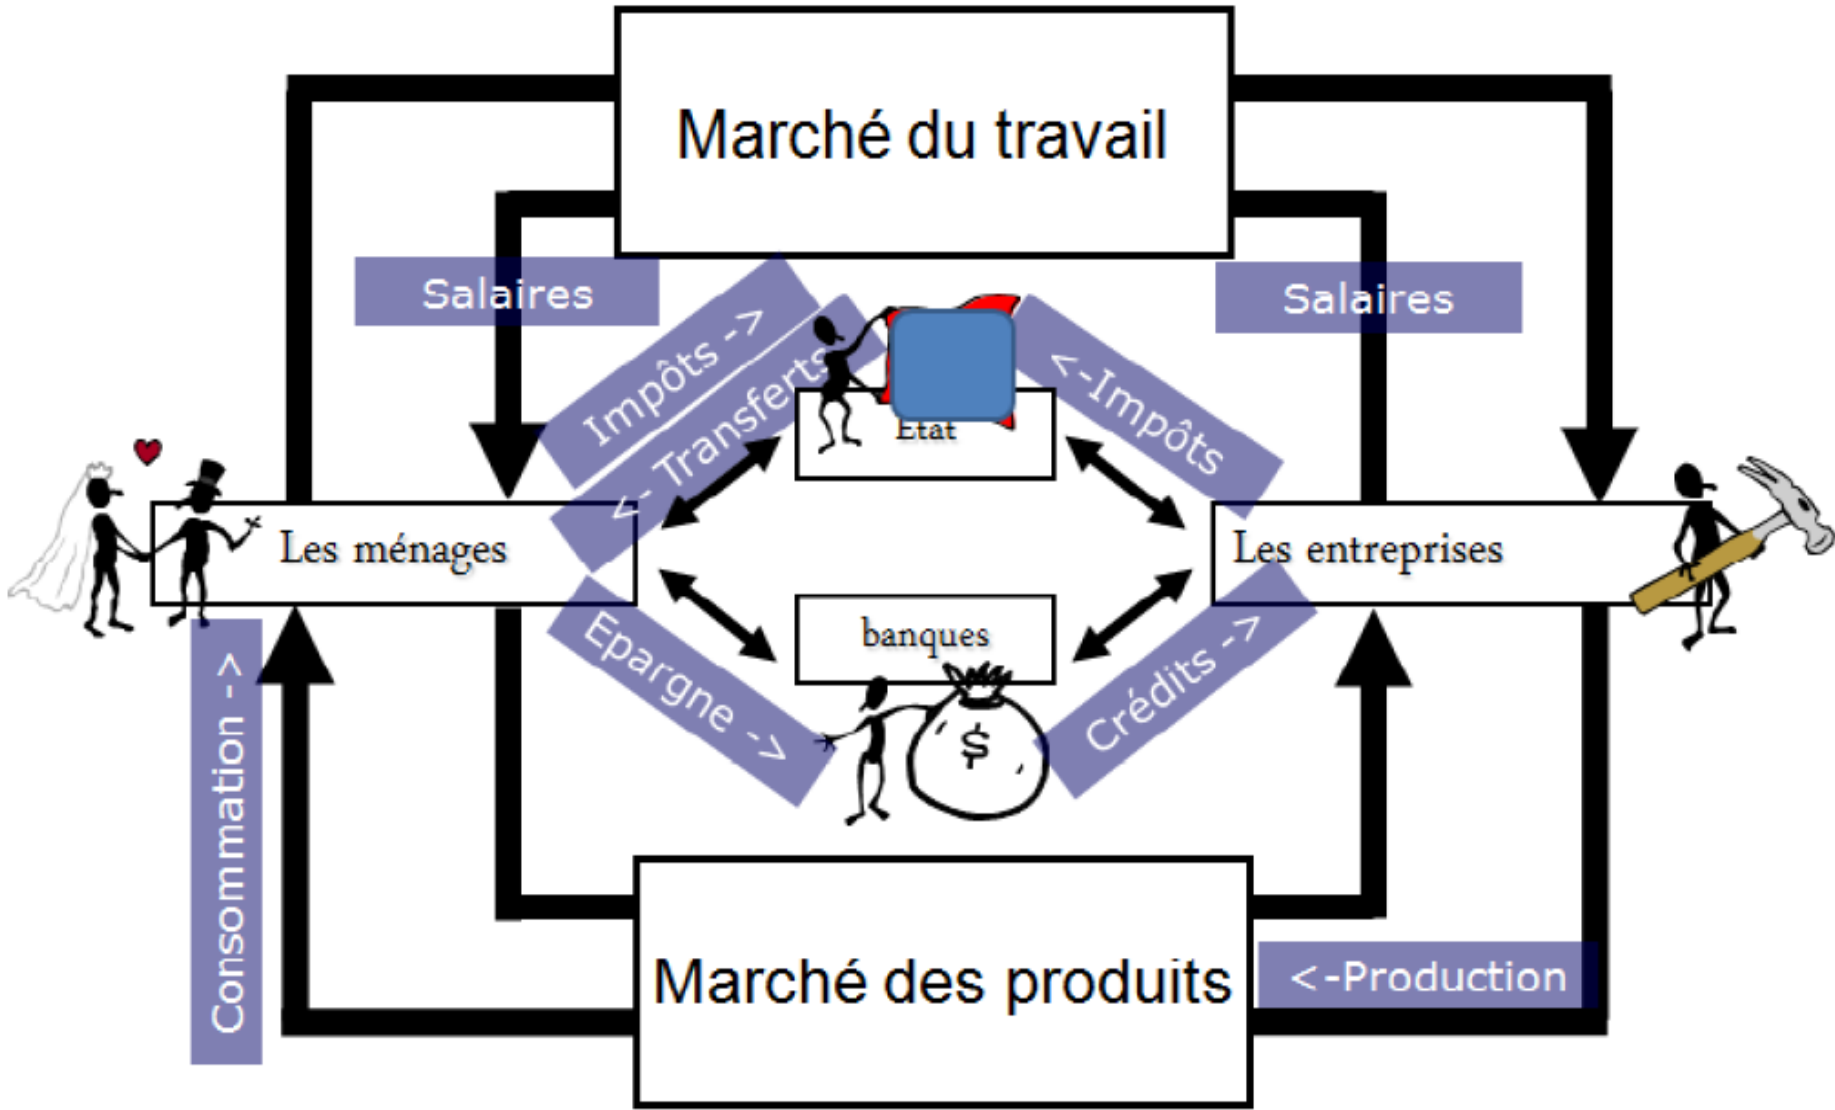 Marché du travail
Salaires
Salaires
Impôts ->
<- Transferts
<-Impôts
Etat
Les ménages
Les entreprises
banques
Epargne ->
Crédits ->
$
Consommation ->
Marché des produits
<-Production